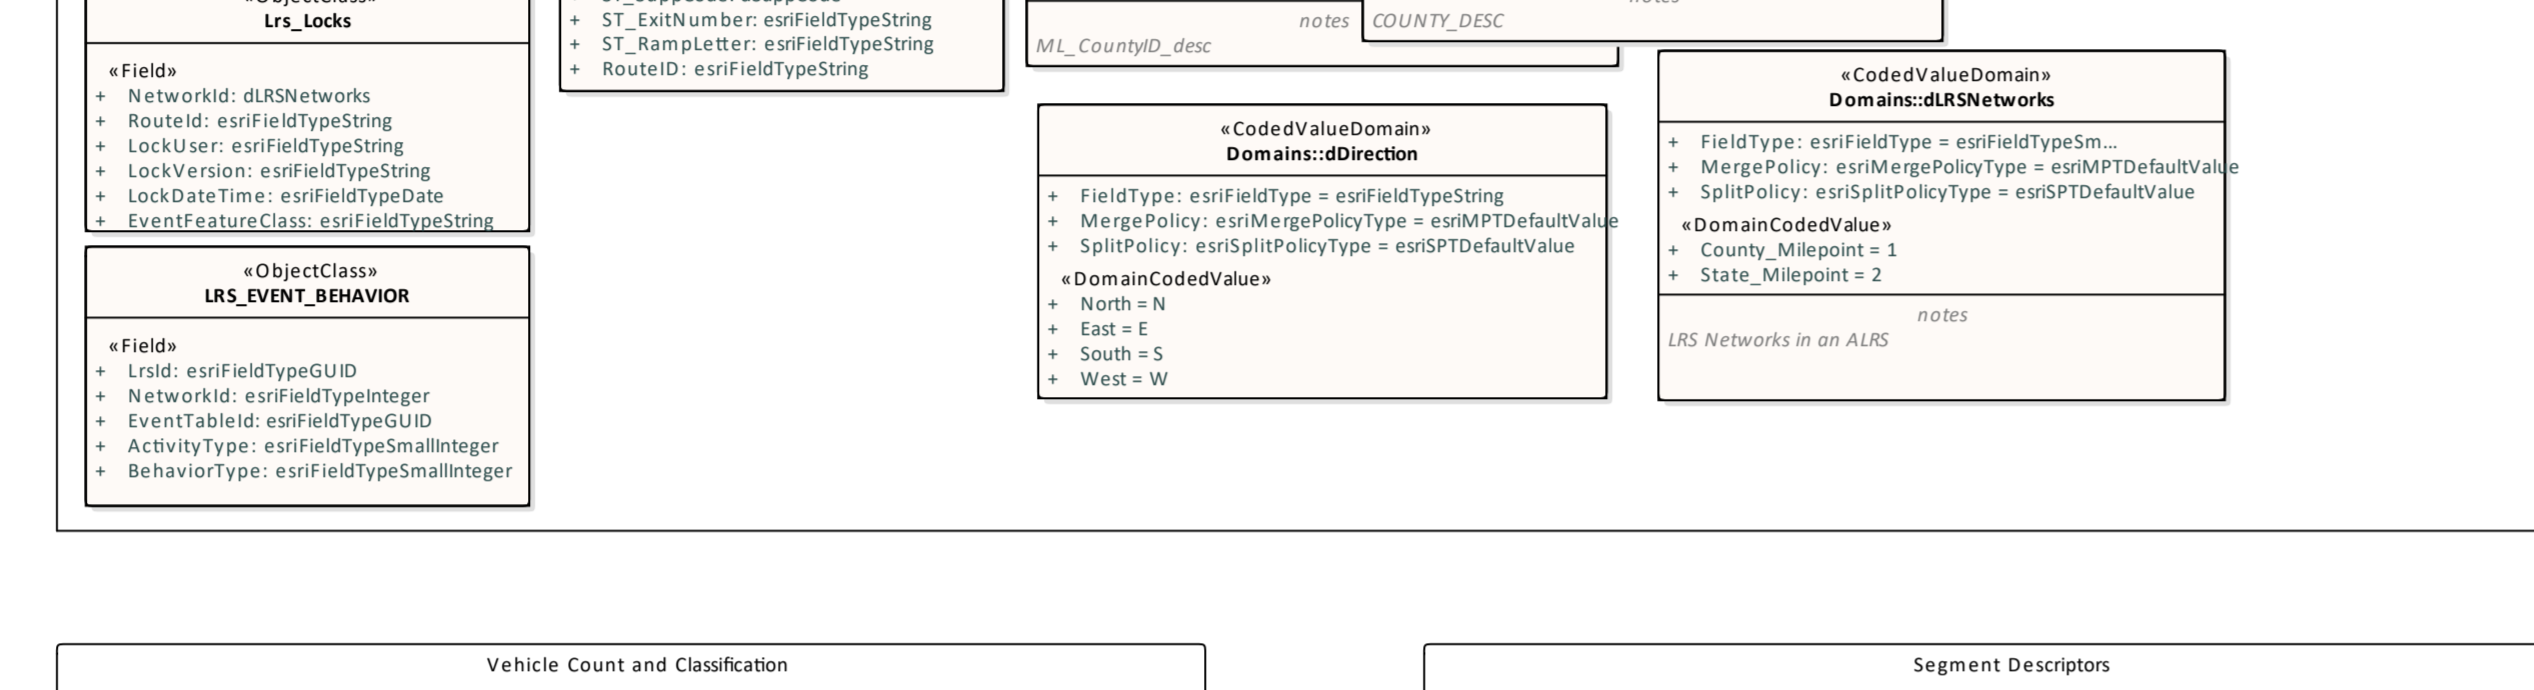 «ObjectClass»
Lrs_Locks
«Field»
+ NetworkId: dLRSNetworks
+ RouteId: esriFieldTypeString
+ LockUser: esriFieldTypeString
+ LockVersion: esriFieldTypeString
+ LockDateTime: esriFieldTypeDate
+ EventFeatureClass: esriFieldTypeString
«ObjectClass»
LRS_EVENT_BEHAVIOR
«Field»
+ LrsId: esriFieldTypeGUID
+ NetworkId: esriFieldTypeInteger
+ EventTableId: esriFieldTypeGUID
+ ActivityType: esriFieldTypeSmallInteger
+ BehaviorType: esriFieldTypeSmallInteger
+ ST_ExitNumber: esriFieldTypeString
+ ST_RampLetter: esriFieldTypeString
+ RouteID: esriFieldTypeString
notes
ML_CountyID_desc
notes
COUNTY_DESC
«CodedValueDomain»
Domains::dDirection
+ FieldType: esriFieldType = esriFieldTypeString
+ MergePolicy: esriMergePolicyType = esriMPTDefaultValue
+ SplitPolicy: esriSplitPolicyType = esriSPTDefaultValue
«DomainCodedValue»
+ North = N
+ East = E
+ South = S
+ West = W
«CodedValueDomain»
Domains::dLRSNetworks
+ FieldType: esriFieldType = esriFieldTypeSm...
+ MergePolicy: esriMergePolicyType = esriMPTDefaultValue
+ SplitPolicy: esriSplitPolicyType = esriSPTDefaultValue
«DomainCodedValue»
+ County_Milepoint = 1
+ State_Milepoint = 2
notes
LRS Networks in an ALRS
Vehicle Count and Classification
Segment Descriptors